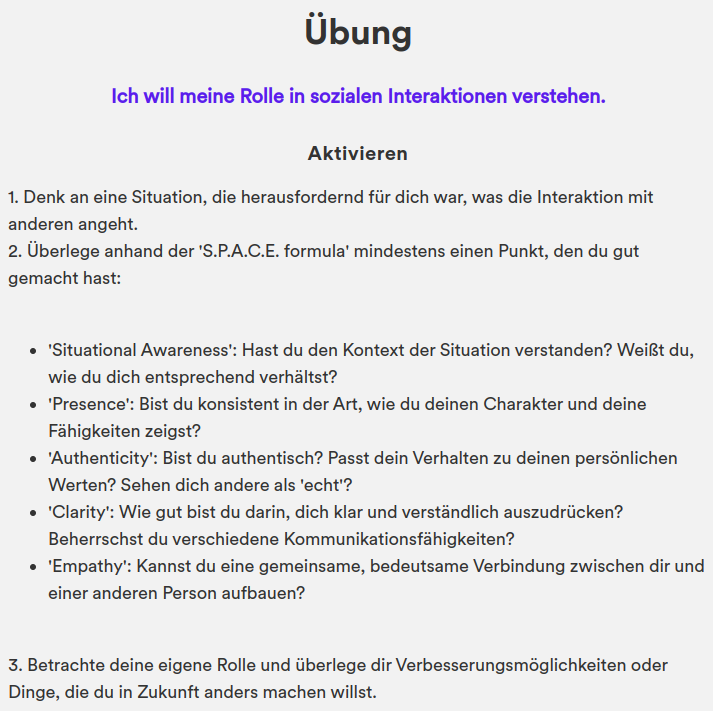 Übung
Ich will meine Rolle in sozialen Interaktionen verstehen.
Aktivieren
1. Denk an eine Situation, die herausfordernd für dich war, was die Interaktion mit
anderen angeht.
2. Überlege anhand der 'S.P.A.C.E. formula' mindestens einen Punkt, den du gut
gemacht hast:
• 'Situational Awareness': Hast du den Kontext der Situation verstanden? Weißt du,
wie du dich entsprechend verhältst?
• 'Presence': Bist du konsistent in der Art, wie du deinen Charakter und deine
Fähigkeiten zeigst?
• 'Authenticity': Bist du authentisch? Passt dein Verhalten zu deinen persönlichen
Werten? Sehen dich andere als 'echt'?
• 'Clarity': Wie gut bist du darin, dich klar und verständlich auszudrücken?
Beherrschst du verschiedene Kommunikationsfähigkeiten?
• 'Empathy': Kannst du eine gemeinsame, bedeutsame Verbindung zwischen dir und
einer anderen Person aufbauen?
3. Betrachte deine eigene Rolle und überlege dir Verbesserungsmöglichkeiten oder
Dinge, die du in Zukunft anders machen willst.